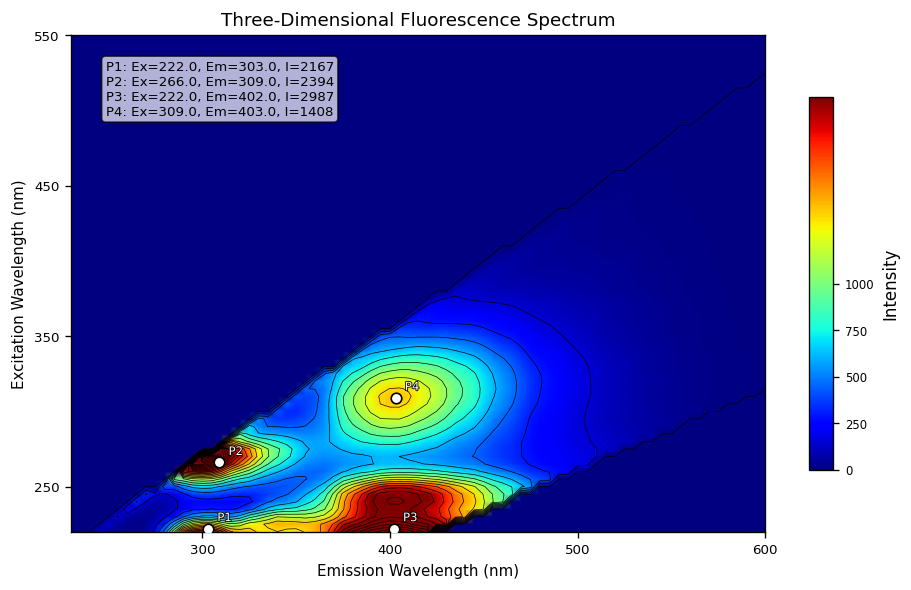 Three-Dimensional Fluorescence Spectrum
550
450
350
250
Excitation Wavelength (nm)
P1: Ex=222.0, Em=303.0, I=2167
P2: Ex=266.0, Em=309.0, I=2394
P3: Ex=222.0, Em=402.0, I=2987
P4: Ex=309.0, Em=403.0, I=1408
P4
P2
P1
P3
300
400
500
600
Emission Wavelength (nm)
1000
750
500
250
0
Intensity